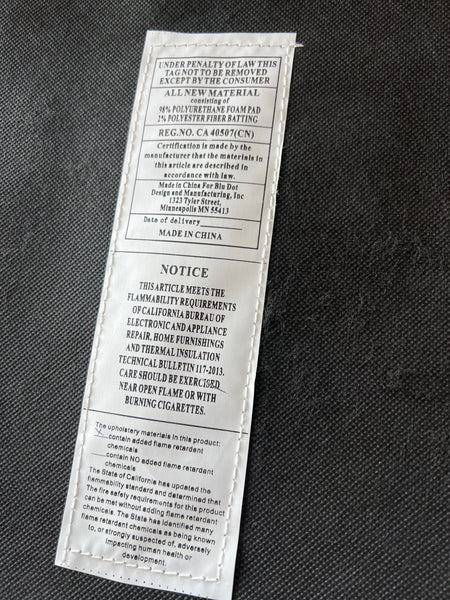 UNDER PENALTY OF LAW THIS
TAG NOT TO BE REMOVED
EXCEPT BY THE CONSUMER
ALL NEW MATERIAL
consisting of
98% POLYURETHANE FOAM PAD
2% POLYESTER FIBER BATTING
REG.NO. CA 40507(CN)
Certification is made by the
manufacturer that the materials in
this article are described in
accordance with law.
Made in China For Blu Dot
Design and Manufacturing, Inc
1323 Tyler Street,
Minneapolis MN 55413
Date of delivery
MADE IN CHINA
NOTICE
THIS ARTICLE MEETS THE
FLAMMABILITY REQUIREMENTS
OF CALIFORNIA BUREAU OF
ELECTRONIC AND APPLIANCE
REPAIR, HOME FURNISHINGS
AND THERMAL INSULATION
TECHNICAL BULLETIN 117-2013.
CARE SHOULD BE EXERCISED
NEAR OPEN FLAME OR WITH
BURNING CIGARETTES.
The upholstery materials in this product:
X contain added flame retardant
chemicals
contain NO added flame retardant
chemicals
The State of California has updated the
flammability standard and determined that
The fire safety requirements for this product
can be met without adding flame retardant
chemicals. The State has identified many
flame retardant chemicals as being known
to, or strongly suspected of, adversely
impacting human health or
development.